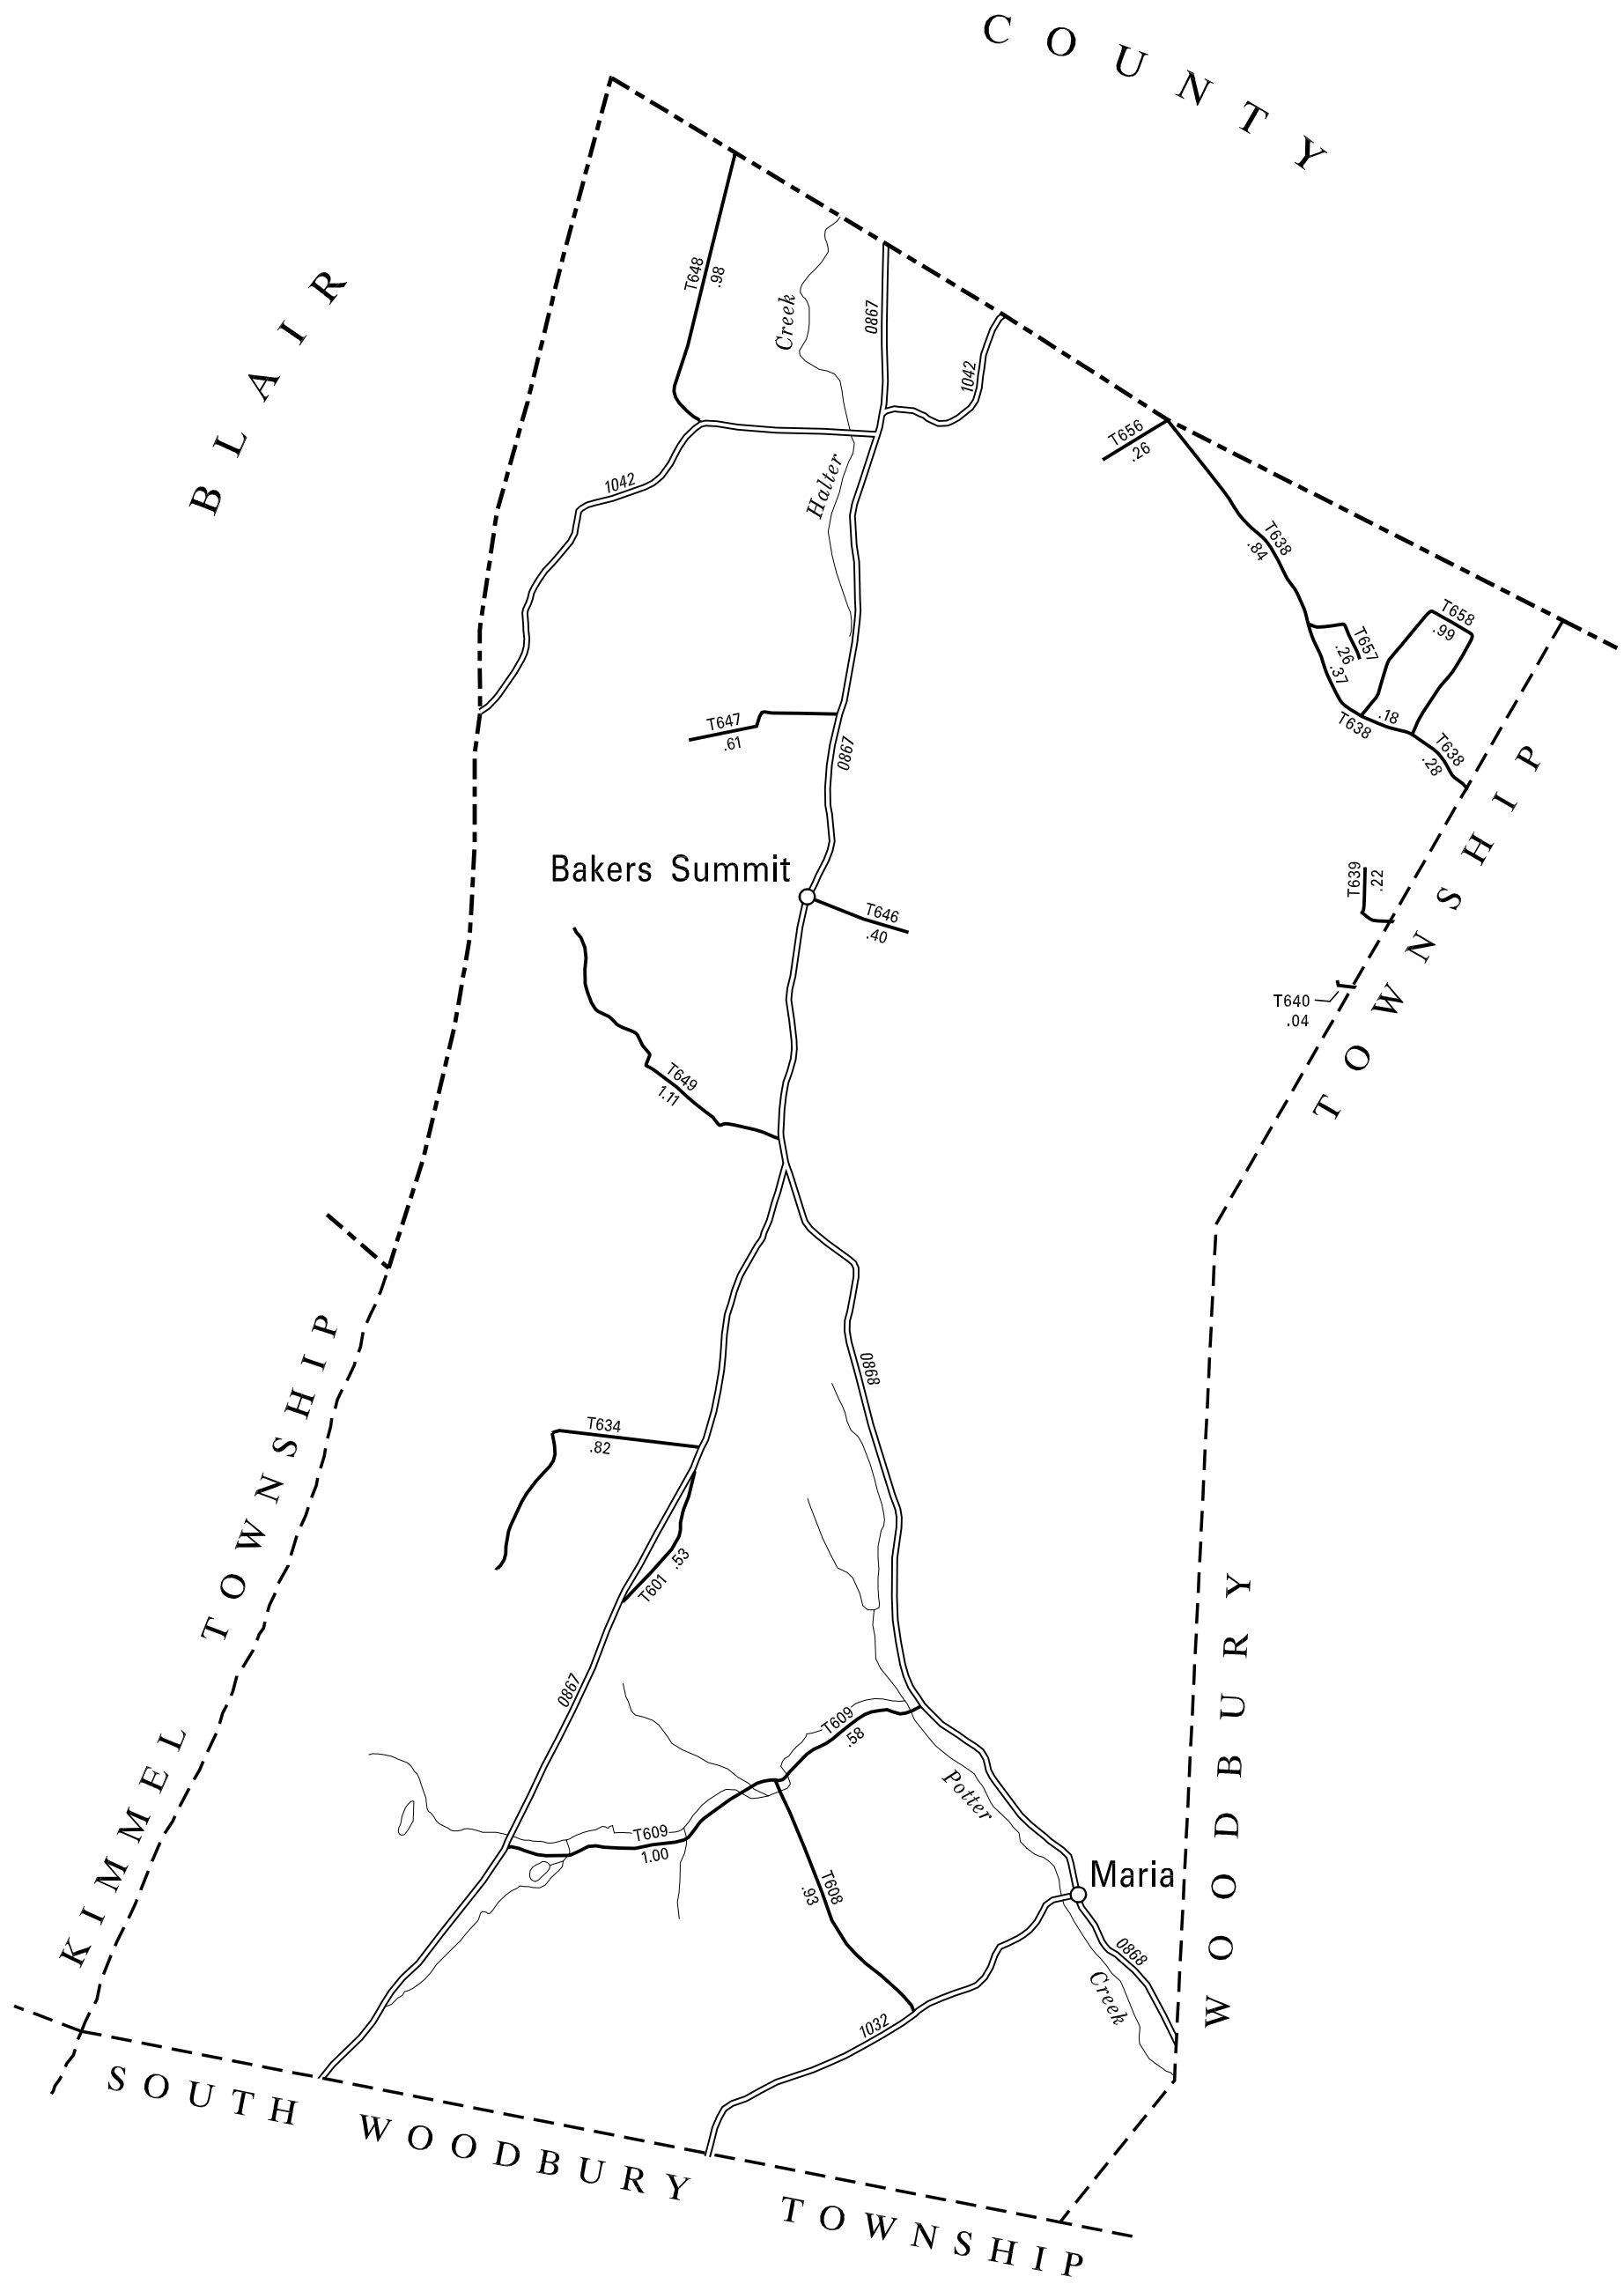 COUNTY
BLAIR
T648
.98
Creek
0867
1042
T656
.26
1042
Halter
T638
.84
T658
.99
T657
.26
.37
.18
T638
T638
.28
T647
.61
0867
TOWNSHIP
Bakers Summit
T646
.40
T639
.22
T640
.04
T649
1.11
0868
KIMMEL TOWNSHIP
T634
.82
T601
.53
0867
WOODBURY
T609
.58
Potter
T609
1.00
Maria
T608
.93
0868
Creek
1032
SOUTH WOODBURY TOWNSHIP